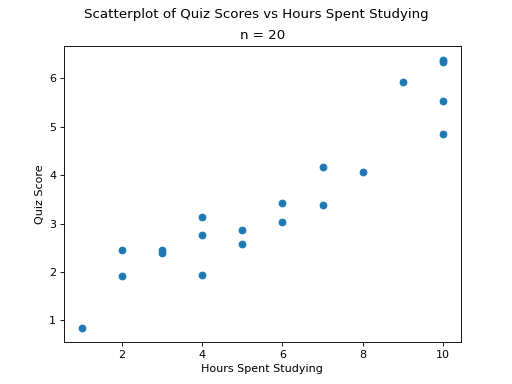 Scatterplot of Quiz Scores vs Hours Spent Studying
n = 20
6
5
4
3
2
1
Quiz Score
2 4 6 8 10
Hours Spent Studying